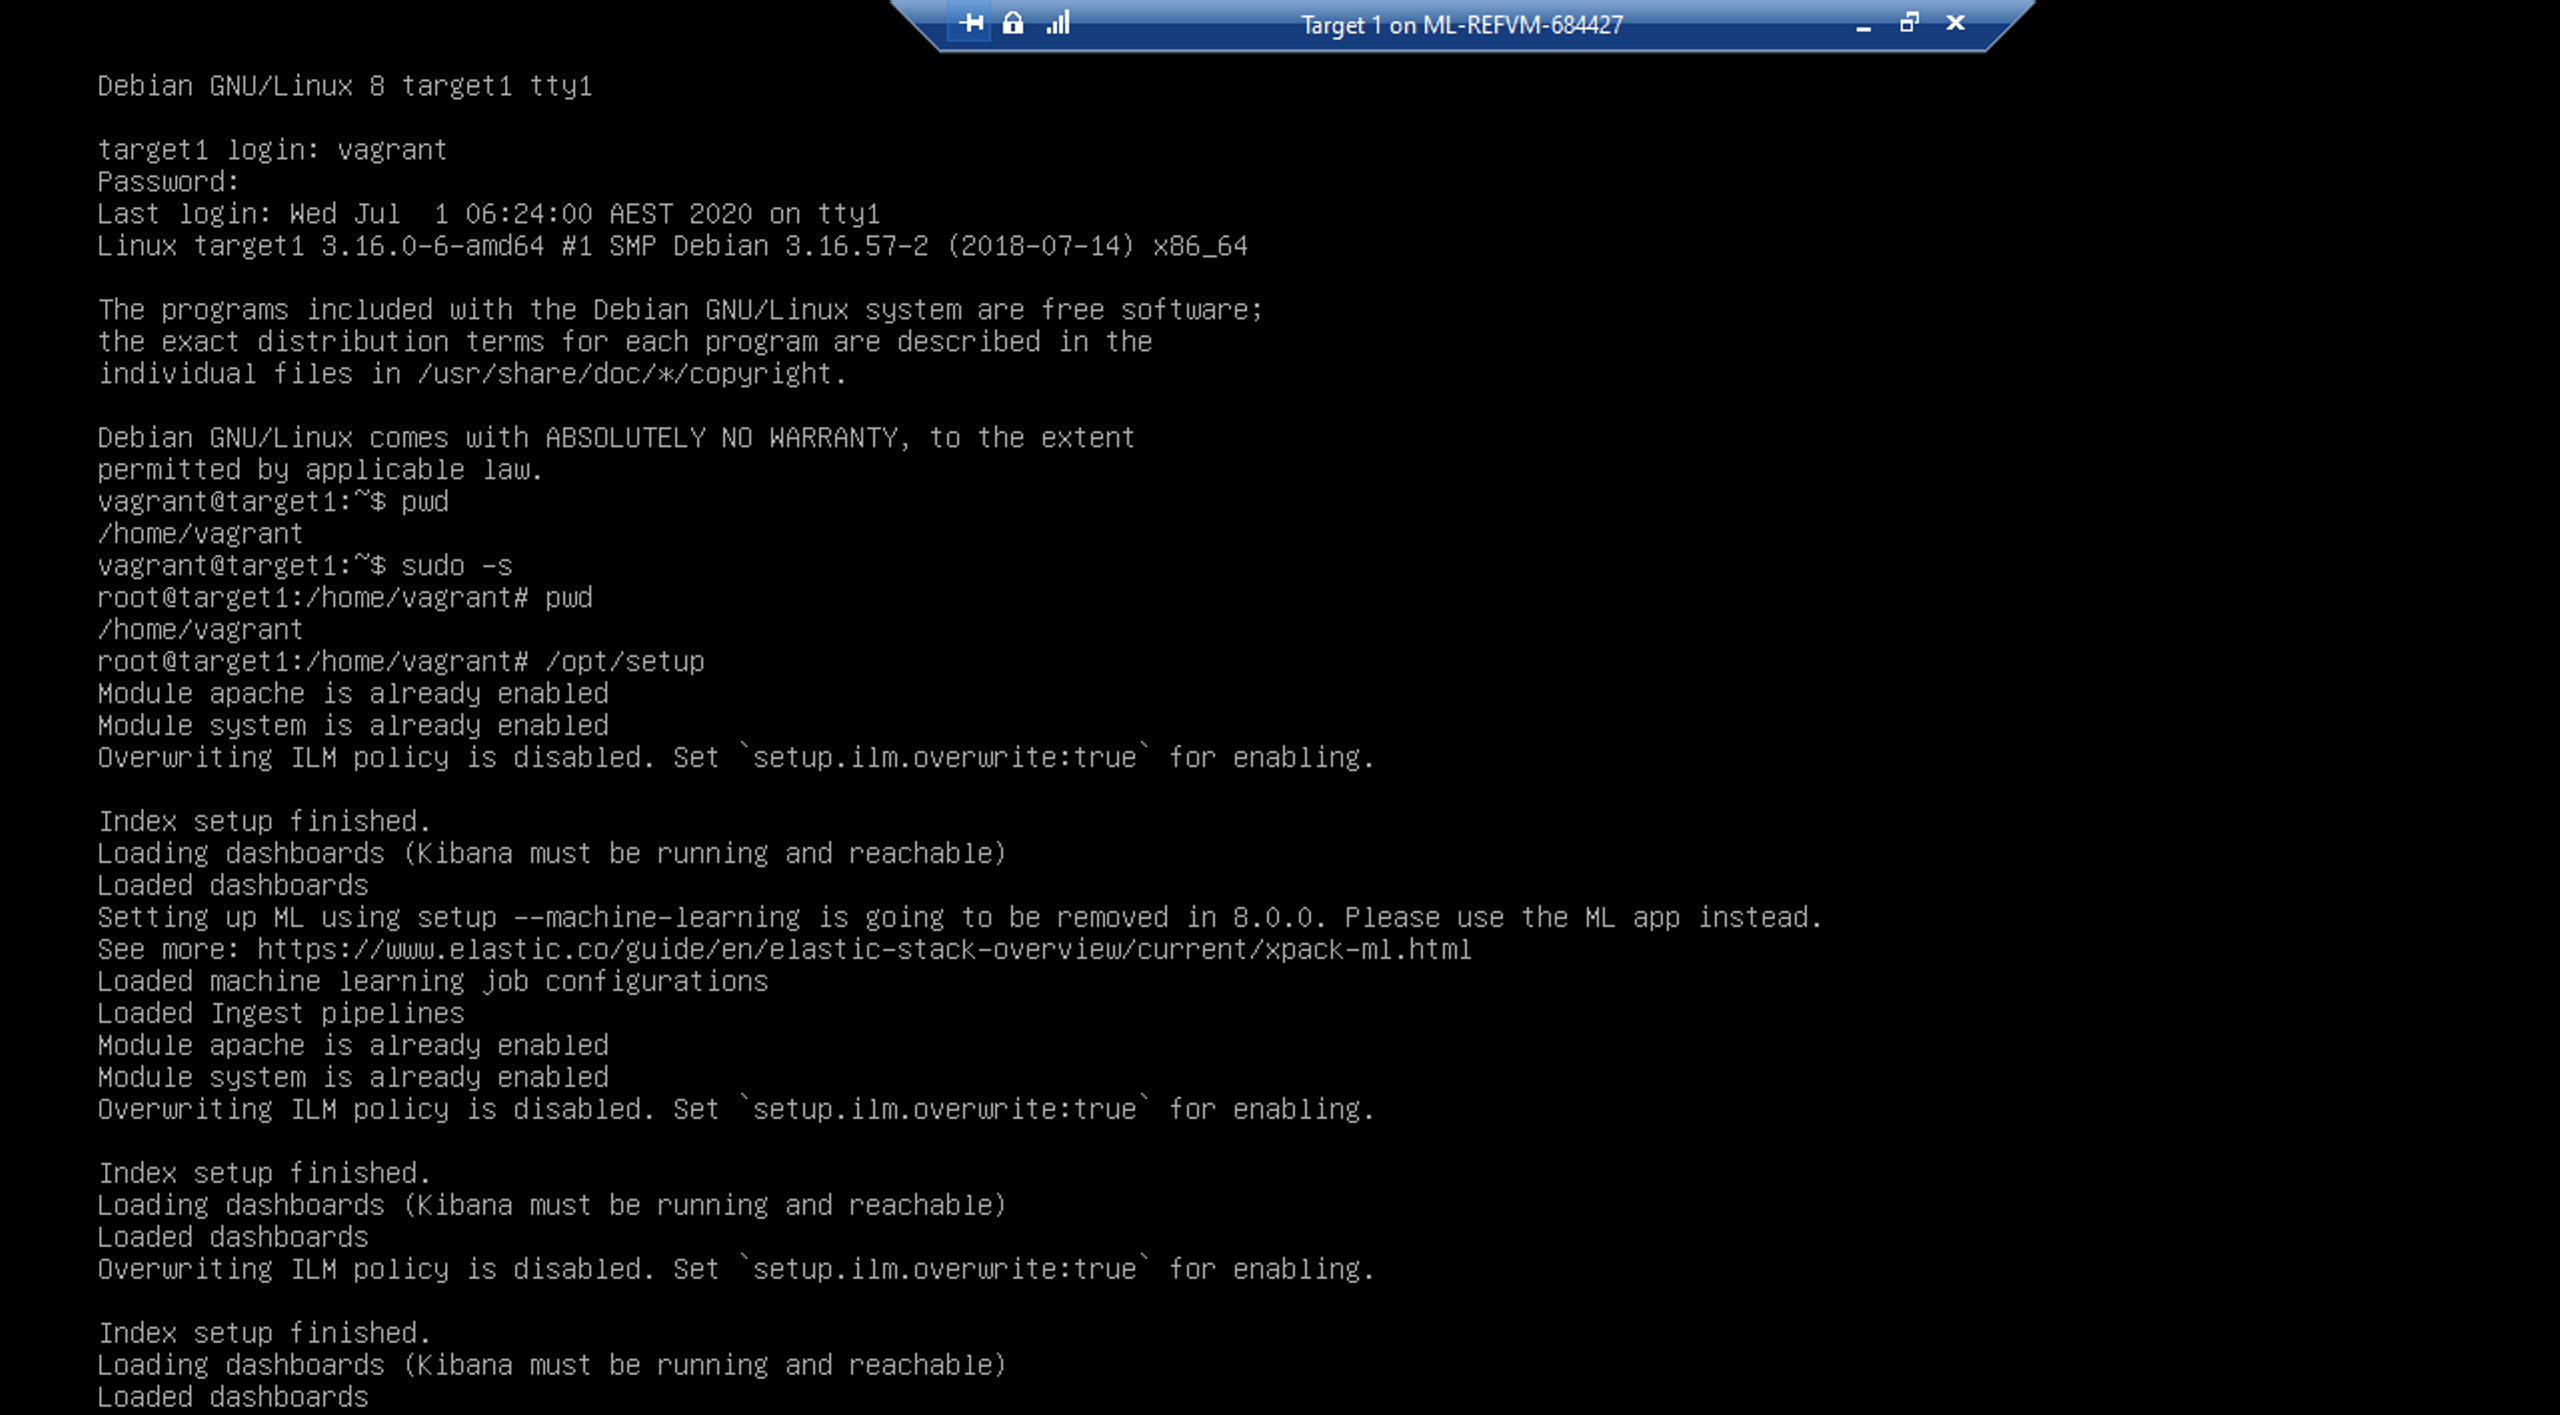 Target 1 on ML-REFVM-684427
Debian GNU/Linux 8 target1 tty1
target1 login: vagrant
Password:
Last login: Wed Jul  1 06:24:00 AEST 2020 on tty1
Linux target1 3.16.0-6-amd64 #1 SMP Debian 3.16.57-2 (2018-07-14) x86_64
The programs included with the Debian GNU/Linux system are free software;
the exact distribution terms for each program are described in the
individual files in /usr/share/doc/*/copyright.
Debian GNU/Linux comes with ABSOLUTELY NO WARRANTY, to the extent
permitted by applicable law.
vagrant@target1:~$ pwd
/home/vagrant
vagrant@target1:~$ sudo -s
root@target1:/home/vagrant# pwd
/home/vagrant
root@target1:/home/vagrant# /opt/setup
Module apache is already enabled
Module system is already enabled
Overwriting ILM policy is disabled. Set `setup.ilm.overwrite:true` for enabling.
Index setup finished.
Loading dashboards (Kibana must be running and reachable)
Loaded dashboards
Setting up ML using setup --machine-learning is going to be removed in 8.0.0. Please use the ML app instead.
See more: https://www.elastic.co/guide/en/elastic-stack-overview/current/xpack-ml.html
Loaded machine learning job configurations
Loaded Ingest pipelines
Module apache is already enabled
Module system is already enabled
Overwriting ILM policy is disabled. Set `setup.ilm.overwrite:true` for enabling.
Index setup finished.
Loading dashboards (Kibana must be running and reachable)
Loaded dashboards
Overwriting ILM policy is disabled. Set `setup.ilm.overwrite:true` for enabling.
Index setup finished.
Loading dashboards (Kibana must be running and reachable)
Loaded dashboards